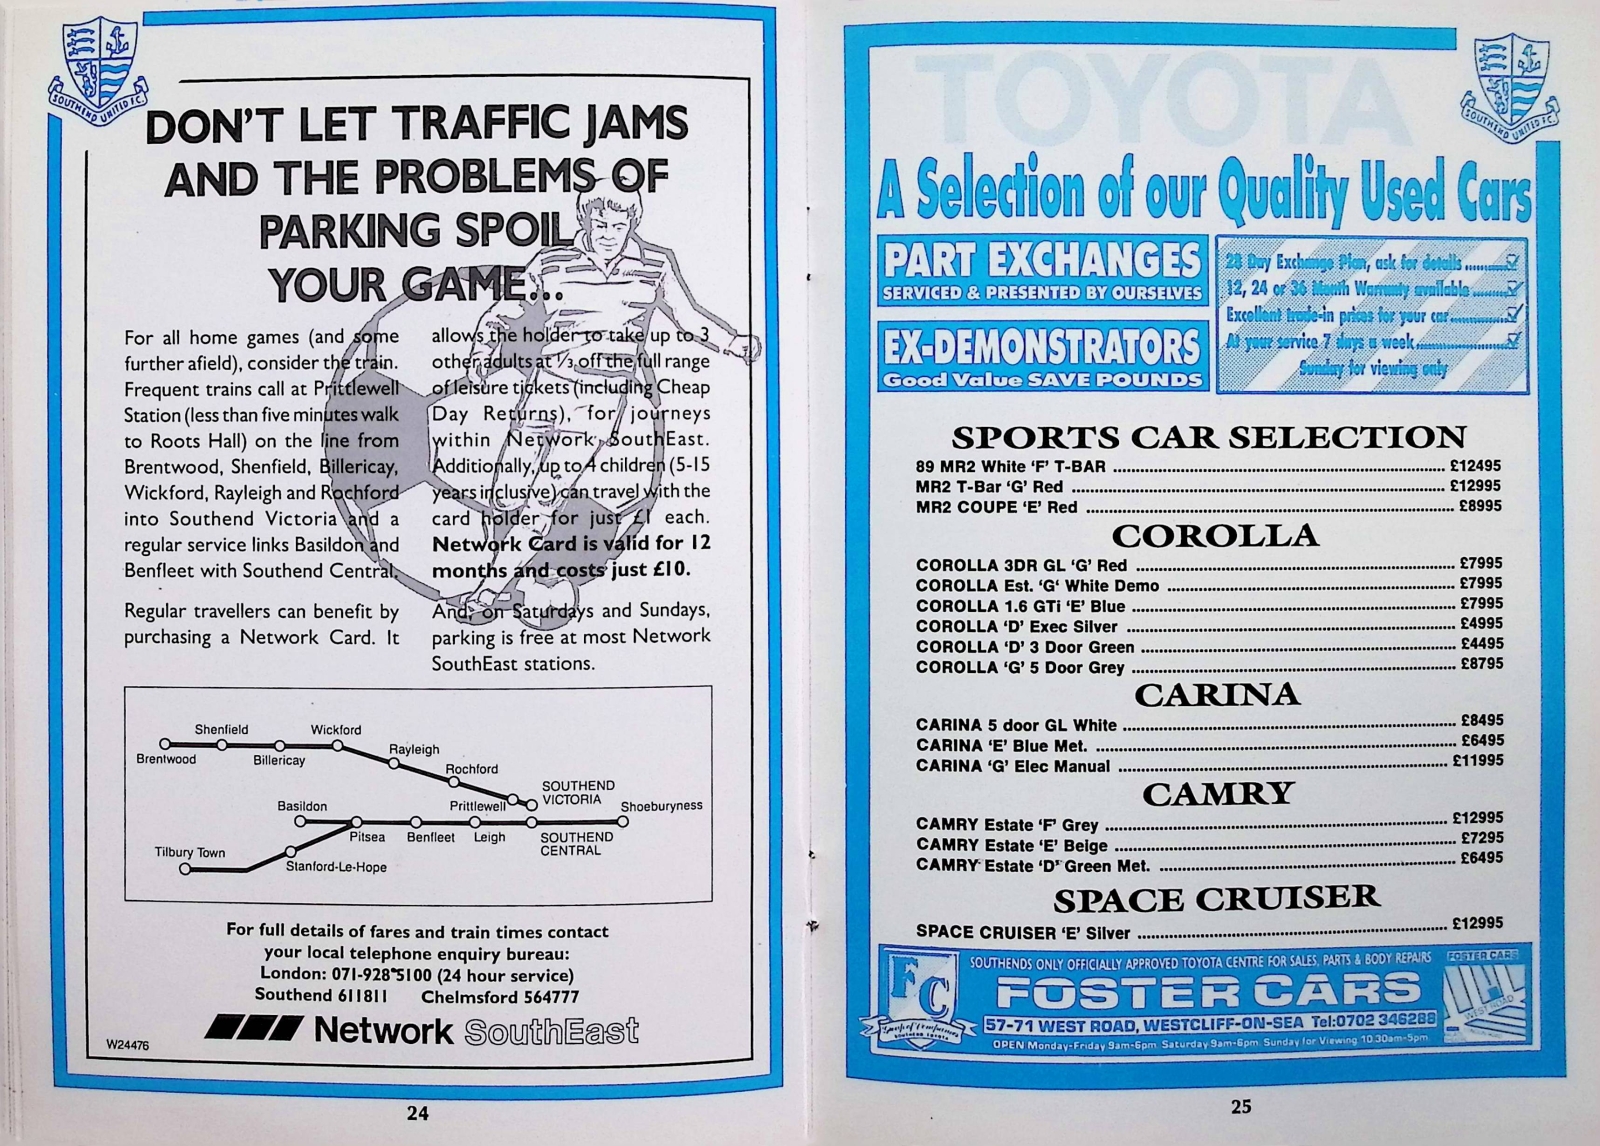 SOUTHEND UNITED F.C.
DON'T LET TRAFFIC JAMS
AND THE PROBLEMS OF
PARKING SPOIL
YOUR GAME...
For all home games (and some
further afield), consider the train.
Frequent trains call at Prittlewell
Station (less than five minutes walk
to Roots Hall) on the line from
Brentwood, Shenfield, Billericay,
Wickford, Rayleigh and Rochford
into Southend Victoria and a
regular service links Basildon and
Benfleet with Southend Central.
Regular travellers can benefit by
purchasing a Network Card. It
allows the holder to take up to 3
other adults at 1/3 off the full range
of leisure tickets (including Cheap
Day Returns), for journeys
within Network SouthEast.
Additionally, up to 4 children (5-15
years inclusive) can travel with the
card holder for just £1 each.
Network Card is valid for 12
months and costs just £10.
And, on Saturdays and Sundays,
parking is free at most Network
SouthEast stations.
Shenfield
Wickford
Brentwood
Billericay
Rayleigh
Rochford
Prittlewell
SOUTHEND
VICTORIA
Basildon
Shoeburyness
Pitsea
Benfleet
Leigh
SOUTHEND
CENTRAL
Tilbury Town
Stanford-Le-Hope
For full details of fares and train times contact
your local telephone enquiry bureau:
London: 071-928 5100 (24 hour service)
Southend 611811 Chelmsford 564777
Network SouthEast
W24476
24
SOUTHEND UNITED F.C.
TOYOTA
A Selection of our Quality Used Cars
PART EXCHANGES
SERVICED & PRESENTED BY OURSELVES
EX-DEMONSTRATORS
Good Value SAVE POUNDS
28 Day Exchange Plan, ask for details
12, 24 or 36 Month Warranty available
Excellent trade-in prices for your car
At your service 7 days a week
Sunday for viewing only
SPORTS CAR SELECTION
89 MR2 White 'F' T-BAR £12495
MR2 T-Bar 'G' Red £12995
MR2 COUPE 'E' Red £8995
COROLLA
COROLLA 3DR GL 'G' Red £7995
COROLLA Est. 'G' White Demo £7995
COROLLA 1.6 GTi 'E' Blue £7995
COROLLA 'D' Exec Silver £4995
COROLLA 'D' 3 Door Green £4495
COROLLA 'G' 5 Door Grey £8795
CARINA
CARINA 5 door GL White £8495
CARINA 'E' Blue Met. £6495
CARINA 'G' Elec Manual £11995
CAMRY
CAMRY Estate 'F' Grey £12995
CAMRY Estate 'E' Beige £7295
CAMRY Estate 'D' Green Met. £6495
SPACE CRUISER
SPACE CRUISER 'E' Silver £12995
FC
Group of Companies
SOUTHENDS ONLY OFFICIALLY APPROVED TOYOTA CENTRE FOR SALES, PARTS & BODY REPAIRS
FOSTER CARS
57-71 WEST ROAD, WESTCLIFF-ON-SEA Tel:0702 346288
OPEN Monday-Friday 9am-6pm Saturday 9am-6pm Sunday for Viewing 10.30am-5pm
FOSTER CARS
WEST ROAD
25